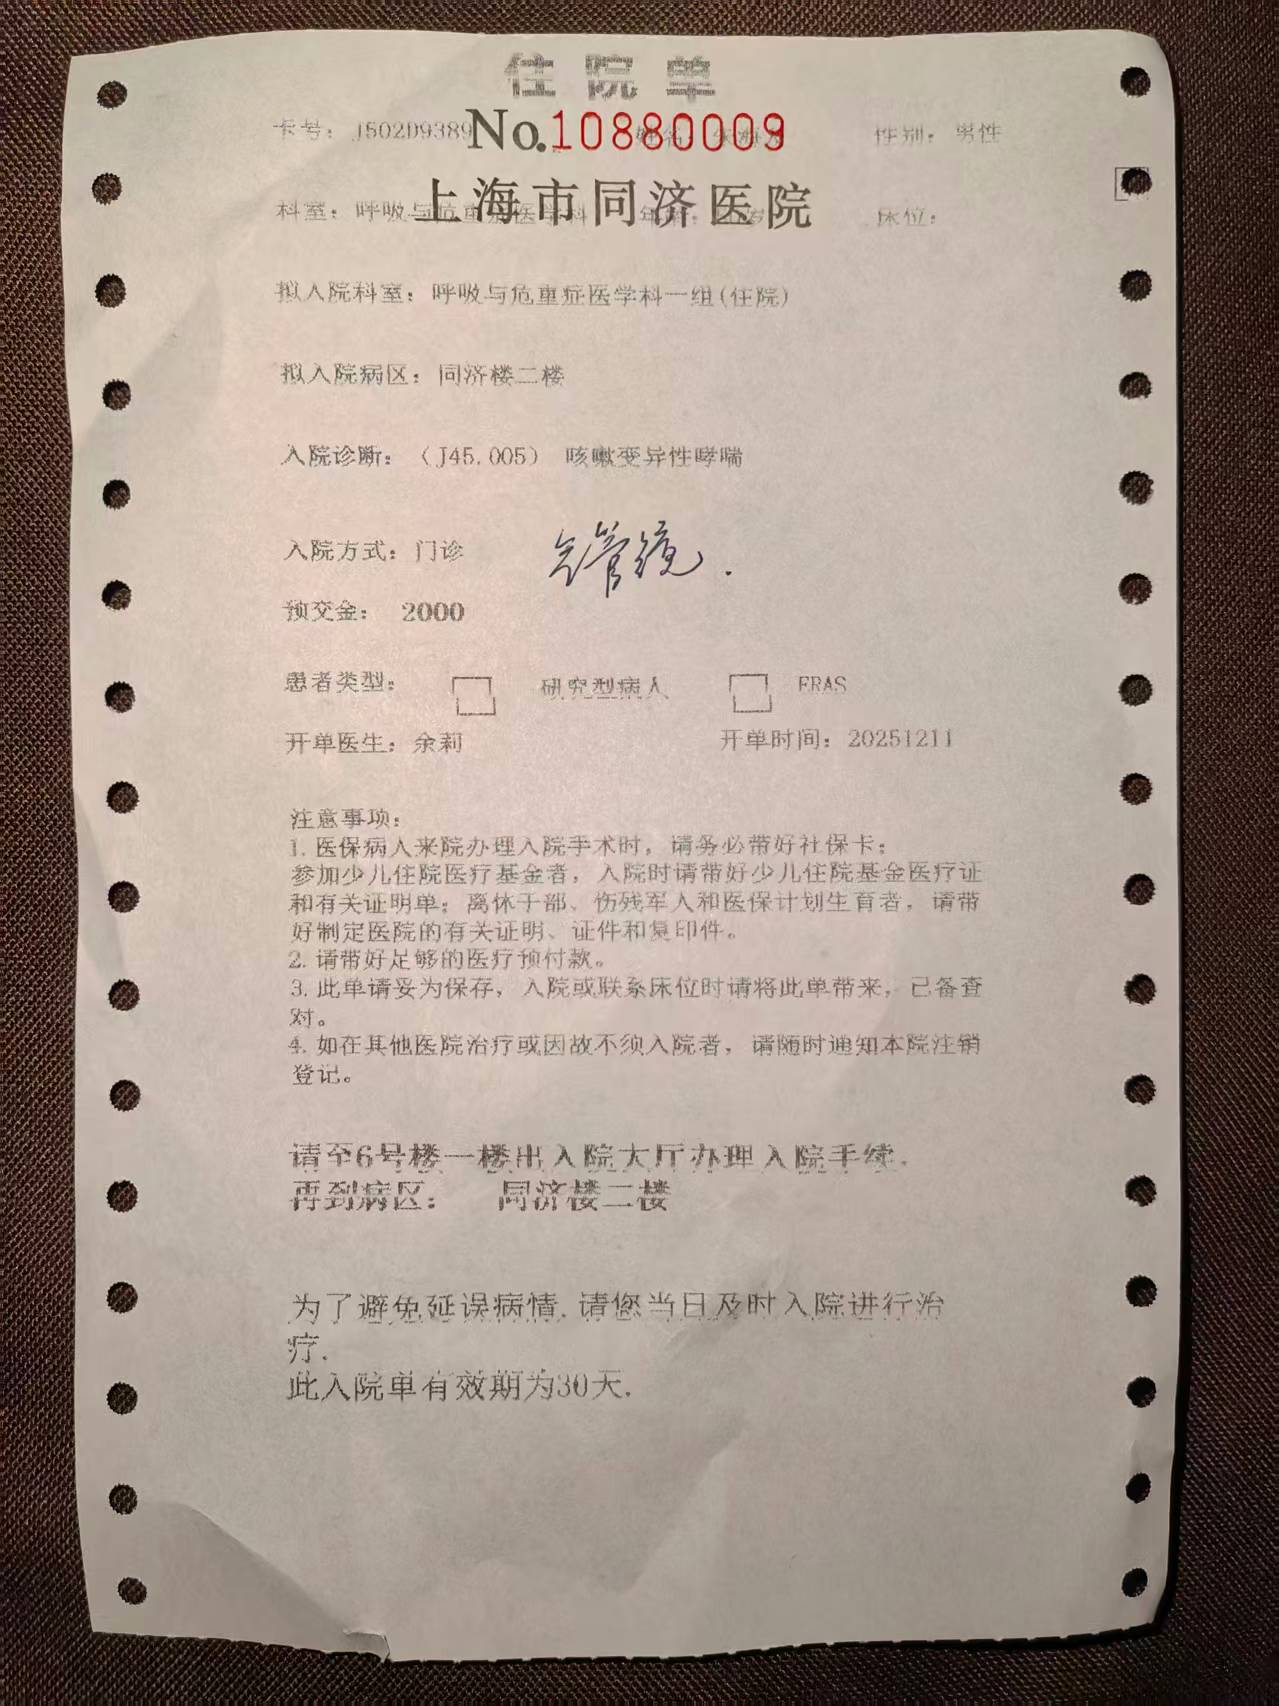 住院单
卡号：J502D9389 No.10880009 姓名： 性别：男性
上海市同济医院
科室：呼吸与危重症医学科 年龄： 床位：
拟入院科室：呼吸与危重症医学科一组(住院)
拟入院病区：同济楼二楼
入院诊断：（J45.005） 咳嗽变异性哮喘
入院方式：门诊 气管镜.
预交金： 2000
患者类型： 研究型病人 ERAS
开单医生：余莉 开单时间：20251211
注意事项：
1.医保病人来院办理入院手术时，请务必带好社保卡；
参加少儿住院医疗基金者，入院时请带好少儿住院基金医疗证
和有关证明单；离休干部、伤残军人和医保计划生育者，请带
好制定医院的有关证明、证件和复印件。
2.请带好足够的医疗预付款。
3.此单请妥为保存，入院或联系床位时请将此单带来，已备查
对。
4.如在其他医院治疗或因故不须入院者，请随时通知本院注销
登记。
请至6号楼一楼出入院大厅办理入院手续.
再到病区： 同济楼二楼
为了避免延误病情.请您当日及时入院进行治
疗.
此入院单有效期为30天.